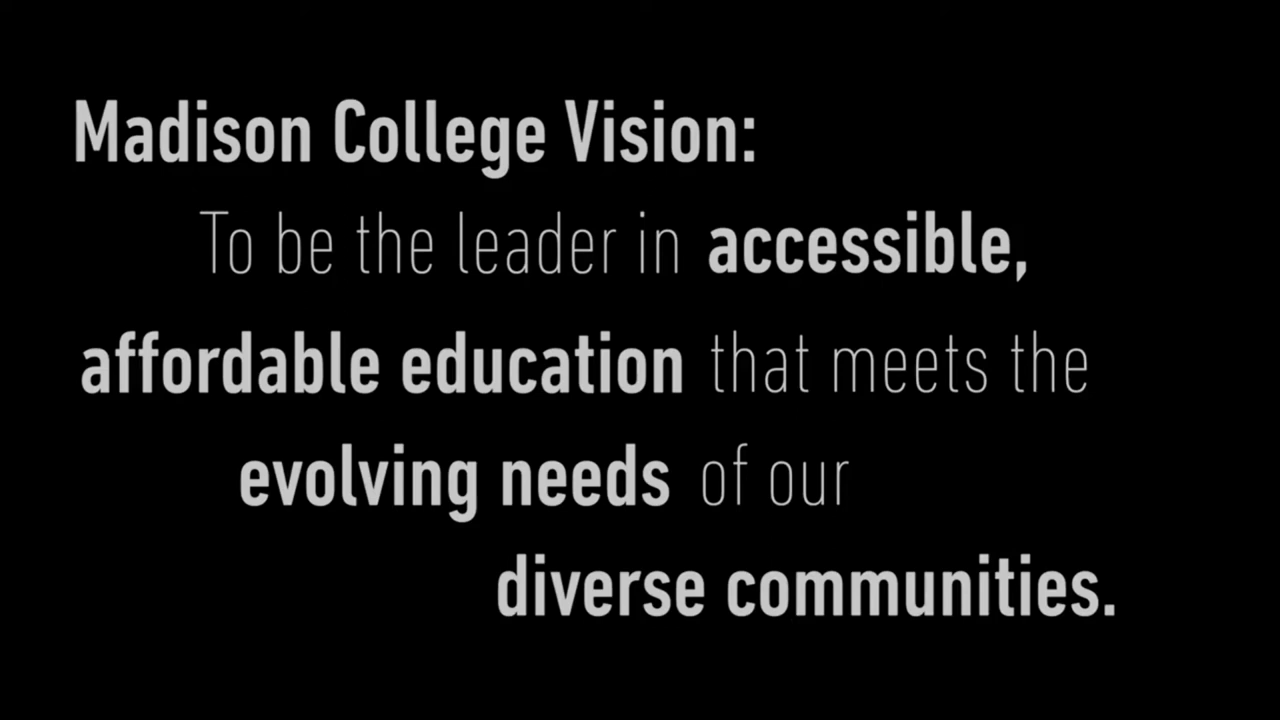 Madison College Vision:
To be the leader in accessible,
affordable education that meets the
evolving needs of our
diverse communities.